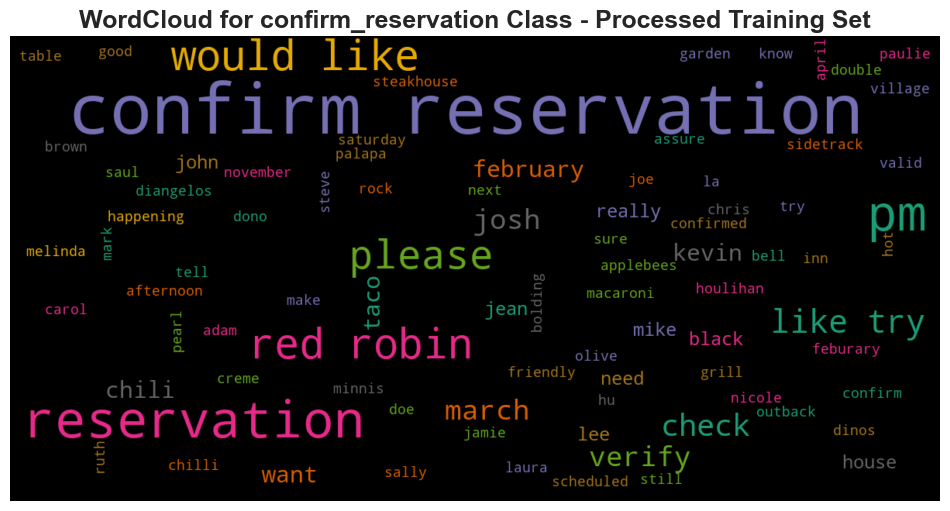 WordCloud for confirm_reservation Class - Processed Training Set
table good would like garden know april paulie
steakhouse double
confirm reservation village
brown saturday assure sidetrack
palapa
john february valid
saul november steve rock next joe la
diangelos
happening dono josh really chris try pm
confirmed
melinda mark please sure kevin bell inn hot
tell taco applebees
afternoon make macaroni houlihan
carol pearl adam jean bolding mike black like try
red robin olive feburary
creme friendly need grill
chili minnis hu nicole confirm
reservation doe march check outback
jamie lee dinos
ruth chilli want sally laura verify house
scheduled still